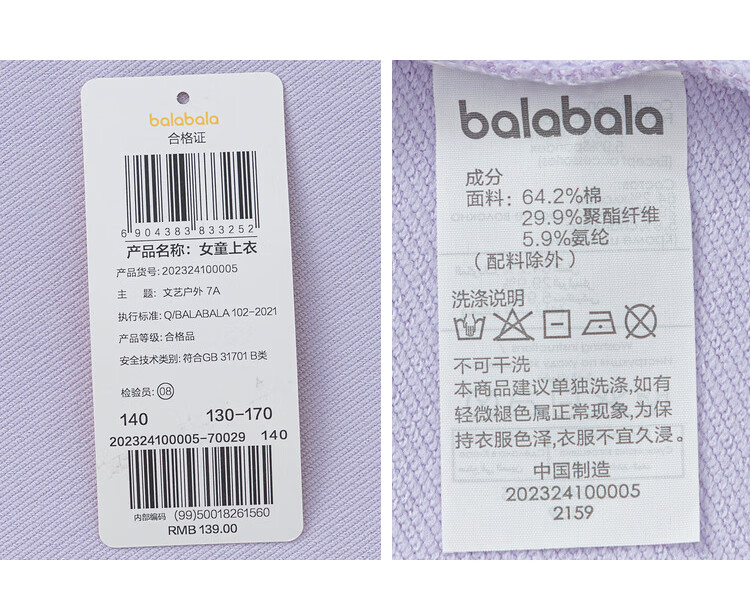 balabala
合格证
6 904383 833252
产品名称：女童上衣
产品货号：202324100005
主 题：文艺户外 7A
执行标准：Q/BALABALA 102-2021
产品等级：合格品
安全技术类别：符合GB 31701 B类
检验员：08
140 130-170
202324100005-70029 140
内部编码 (99)50018261560
RMB 139.00
balabala
成分
面料：64.2%棉
29.9%聚酯纤维
5.9%氨纶
（配料除外）
洗涤说明
不可干洗
本商品建议单独洗涤,如有
轻微褪色属正常现象,为保
持衣服色泽,衣服不宜久浸。
中国制造
202324100005
2159